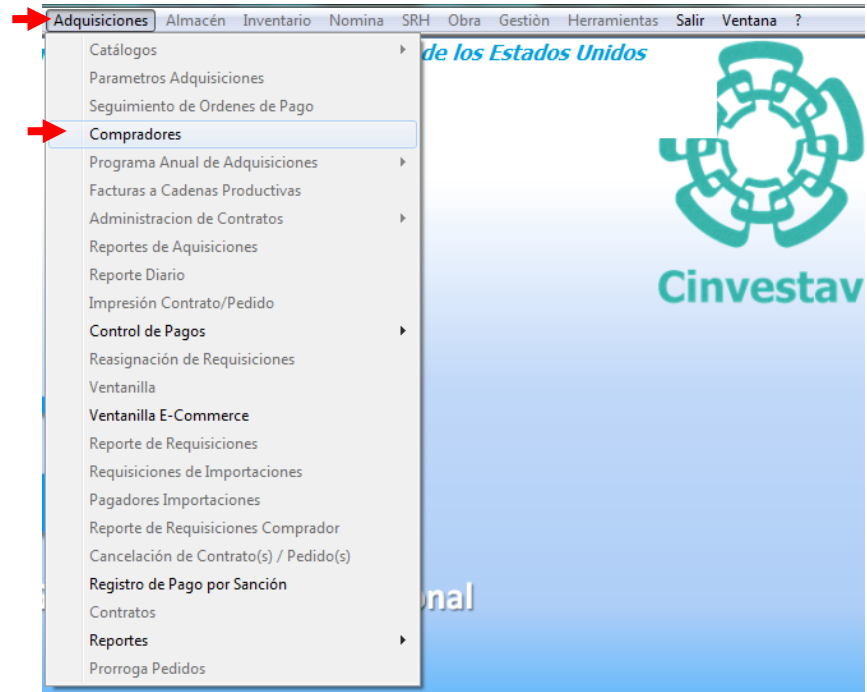 Adquisiciones Almacén Inventario Nomina SRH Obra Gestiòn Herramientas Salir Ventana ?
de los Estados Unidos
Catálogos
Parametros Adquisiciones
Seguimiento de Ordenes de Pago
Compradores
Programa Anual de Adquisiciones
Facturas a Cadenas Productivas
Administracion de Contratos
Reportes de Aquisiciones
Reporte Diario
Impresión Contrato/Pedido
Control de Pagos
Reasignación de Requisiciones
Ventanilla
Ventanilla E-Commerce
Reporte de Requisiciones
Requisiciones de Importaciones
Pagadores Importaciones
Reporte de Requisiciones Comprador
Cancelación de Contrato(s) / Pedido(s)
Registro de Pago por Sanción
Contratos
Reportes
Prorroga Pedidos
Cinvestav
nal